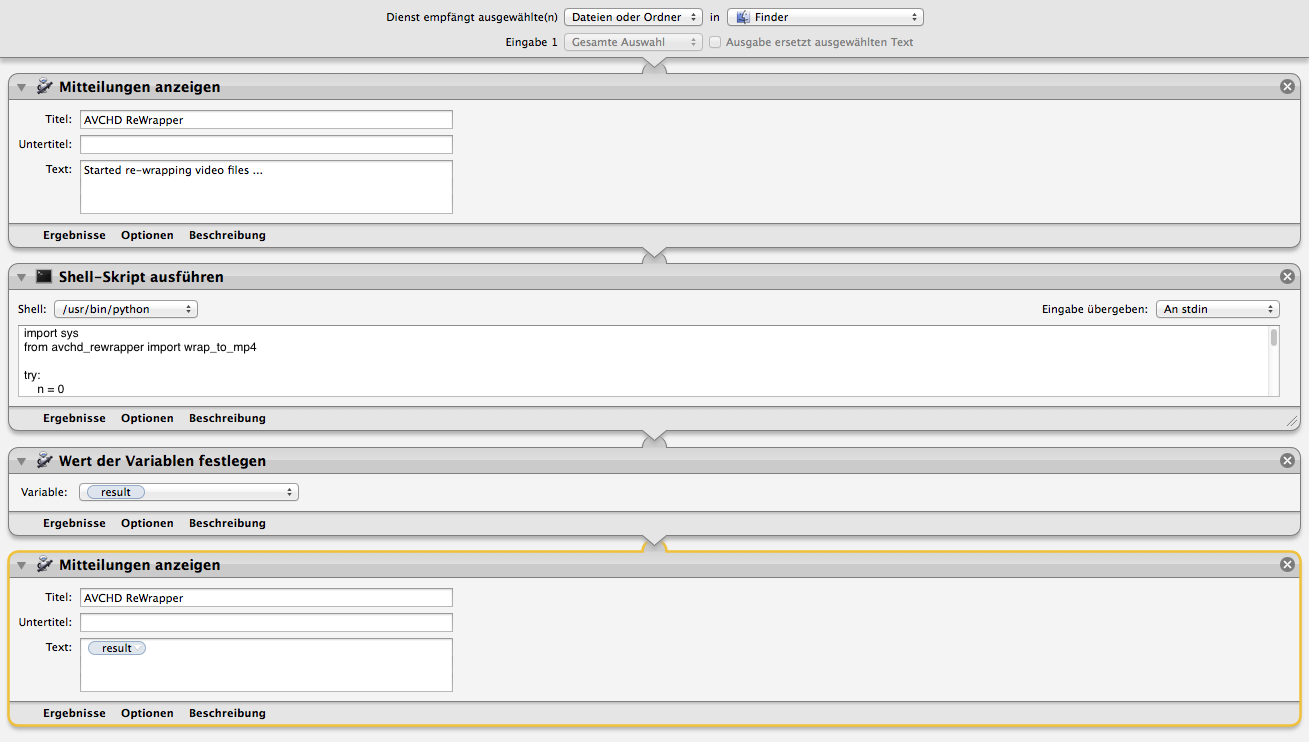 Dienst empfängt ausgewählte(n) Dateien oder Ordner in Finder
Eingabe 1 Gesamte Auswahl Ausgabe ersetzt ausgewählten Text
Mitteilungen anzeigen
Titel: AVCHD ReWrapper
Untertitel:
Text: Started re-wrapping video files ...
Ergebnisse Optionen Beschreibung
Shell-Skript ausführen
Shell: /usr/bin/python Eingabe übergeben: An stdin
import sys
from avchd_rewrapper import wrap_to_mp4
try:
n = 0
Ergebnisse Optionen Beschreibung
Wert der Variablen festlegen
Variable: result
Ergebnisse Optionen Beschreibung
Mitteilungen anzeigen
Titel: AVCHD ReWrapper
Untertitel:
Text: result
Ergebnisse Optionen Beschreibung